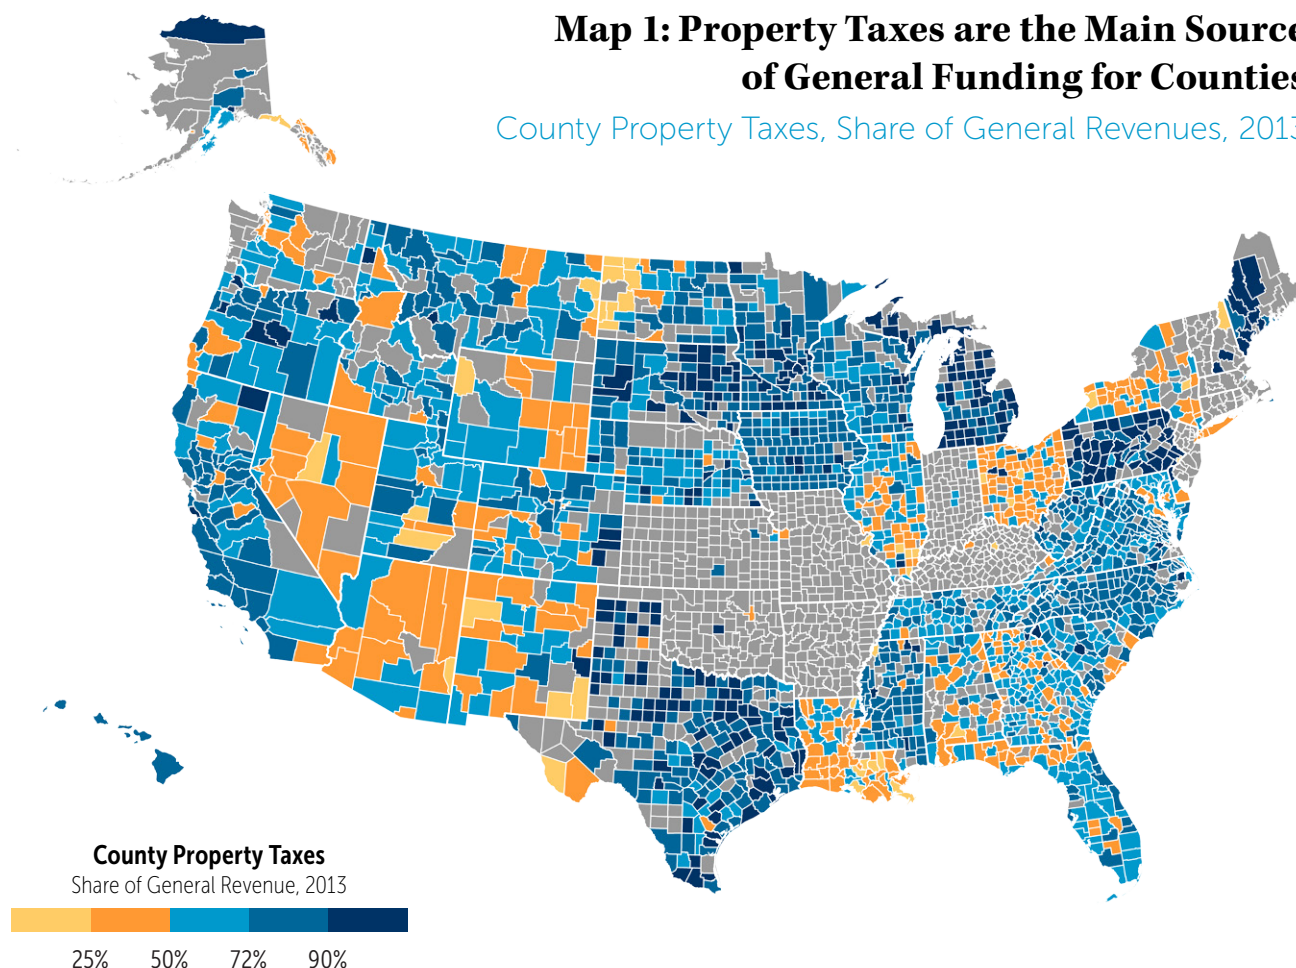 Map 1: Property Taxes are the Main Source
of General Funding for Counties
County Property Taxes, Share of General Revenues, 2013
County Property Taxes
Share of General Revenue, 2013
25% 50% 72% 90%